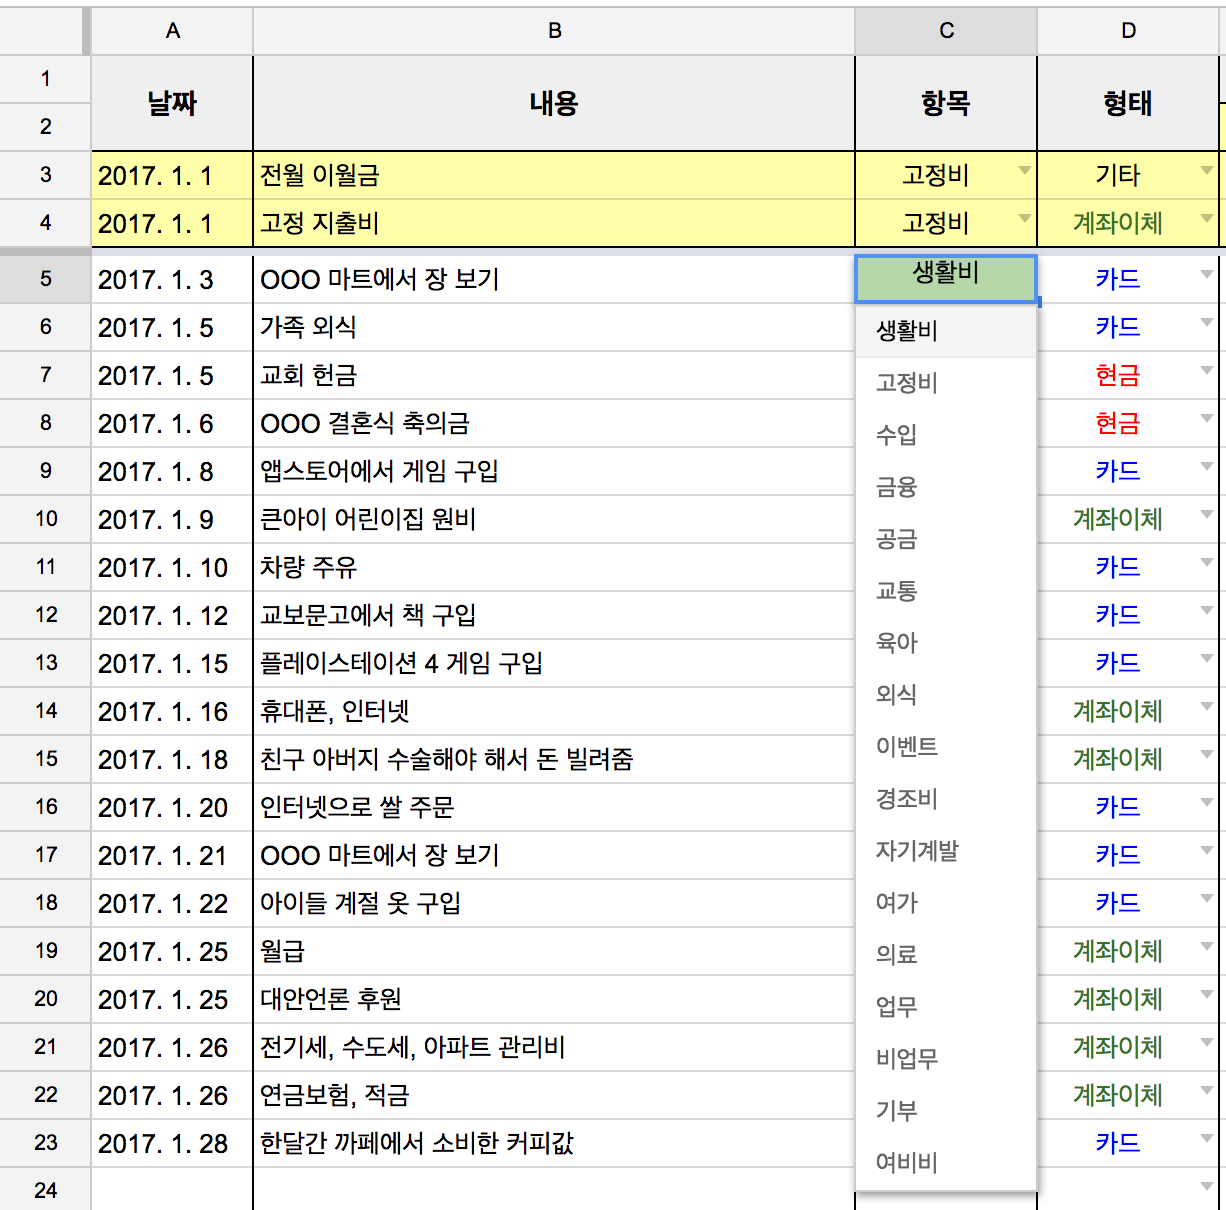 A B C D
1 날짜 내용 항목 형태
2
3 2017. 1. 1 전월 이월금 고정비 기타
4 2017. 1. 1 고정 지출비 고정비 계좌이체
5 2017. 1. 3 OOO 마트에서 장 보기 생활비 카드
6 2017. 1. 5 가족 외식 생활비 카드
7 2017. 1. 5 교회 헌금 고정비 현금
8 2017. 1. 6 OOO 결혼식 축의금 수입 현금
9 2017. 1. 8 앱스토어에서 게임 구입 금융 카드
10 2017. 1. 9 큰아이 어린이집 원비 공금 계좌이체
11 2017. 1. 10 차량 주유 교통 카드
12 2017. 1. 12 교보문고에서 책 구입 육아 카드
13 2017. 1. 15 플레이스테이션 4 게임 구입 외식 카드
14 2017. 1. 16 휴대폰, 인터넷 이벤트 계좌이체
15 2017. 1. 18 친구 아버지 수술해야 해서 돈 빌려줌 계좌이체
16 2017. 1. 20 인터넷으로 쌀 주문 경조비 카드
17 2017. 1. 21 OOO 마트에서 장 보기 자기계발 카드
18 2017. 1. 22 아이들 계절 옷 구입 여가 카드
19 2017. 1. 25 월급 의료 계좌이체
20 2017. 1. 25 대안언론 후원 업무 계좌이체
21 2017. 1. 26 전기세, 수도세, 아파트 관리비 비업무 계좌이체
22 2017. 1. 26 연금보험, 적금 기부 계좌이체
23 2017. 1. 28 한달간 까페에서 소비한 커피값 여비비 카드
24